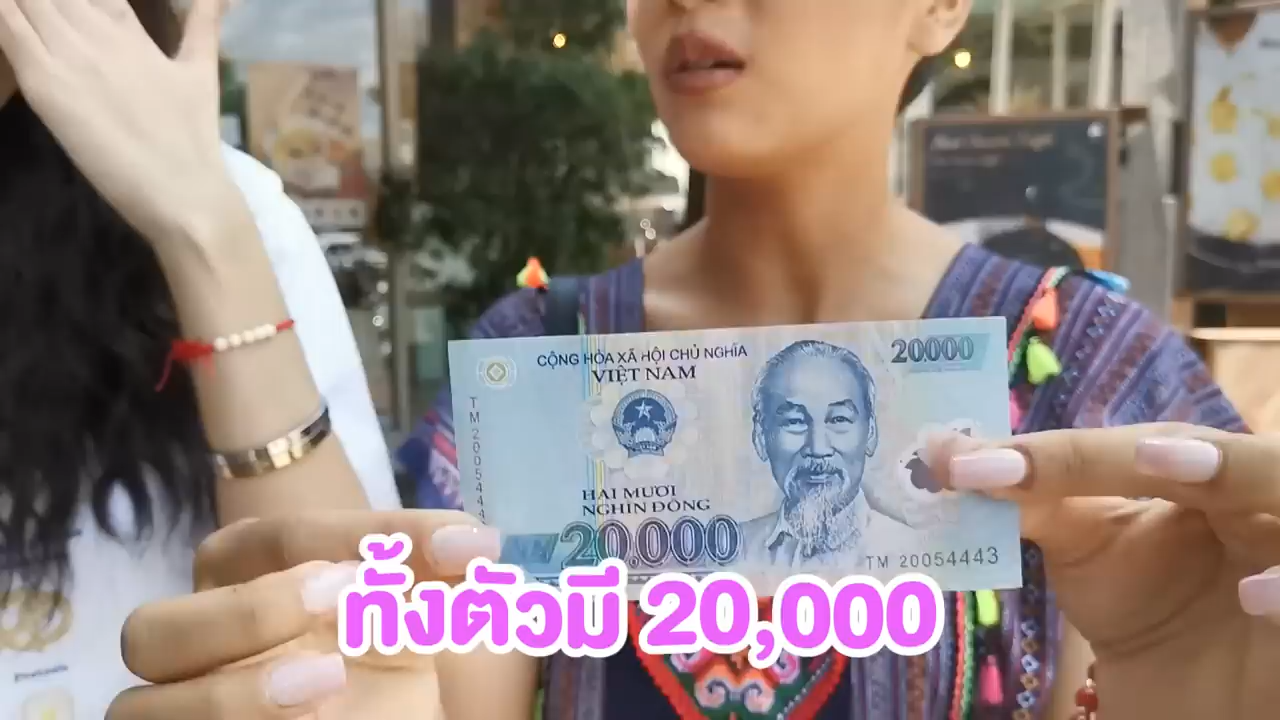 CỘNG HÒA XÃ HỘI CHỦ NGHĨA
VIỆT NAM
20000
HAI MƯƠI
NGHÌN ĐỒNG
20.000
TM 20054443
ทั้งตัวมี 20,000